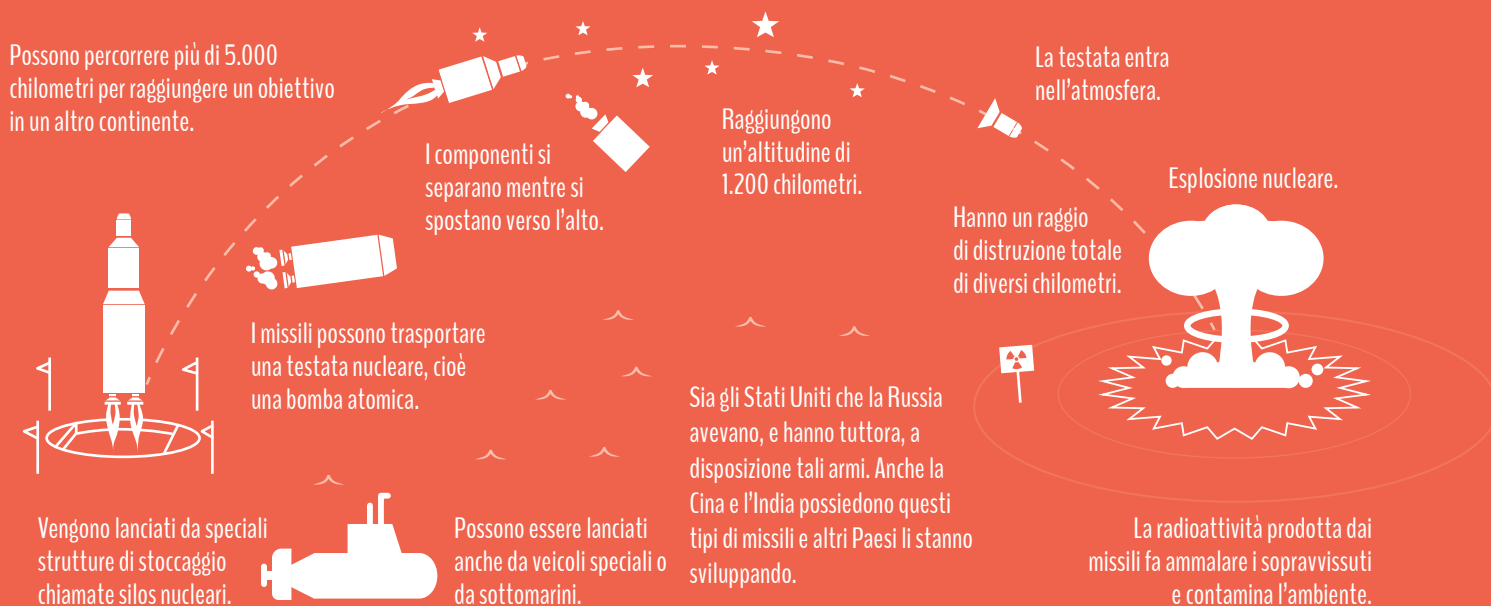 Possono percorrere più di 5.000
chilometri per raggiungere un obiettivo
in un altro continente.
I componenti si
separano mentre si
spostano verso l'alto.
Raggiungono
un'altitudine di
1.200 chilometri.
La testata entra
nell'atmosfera.
Esplosione nucleare.
Hanno un raggio
di distruzione totale
di diversi chilometri.
I missili possono trasportare
una testata nucleare, cioè
una bomba atomica.
Sia gli Stati Uniti che la Russia
avevano, e hanno tuttora, a
disposizione tali armi. Anche la
Cina e l'India possiedono questi
tipi di missili e altri Paesi li stanno
sviluppando.
Vengono lanciati da speciali
strutture di stoccaggio
chiamate silos nucleari.
Possono essere lanciati
anche da veicoli speciali o
da sottomarini.
La radioattività prodotta dai
missili fa ammalare i sopravvissuti
e contamina l'ambiente.